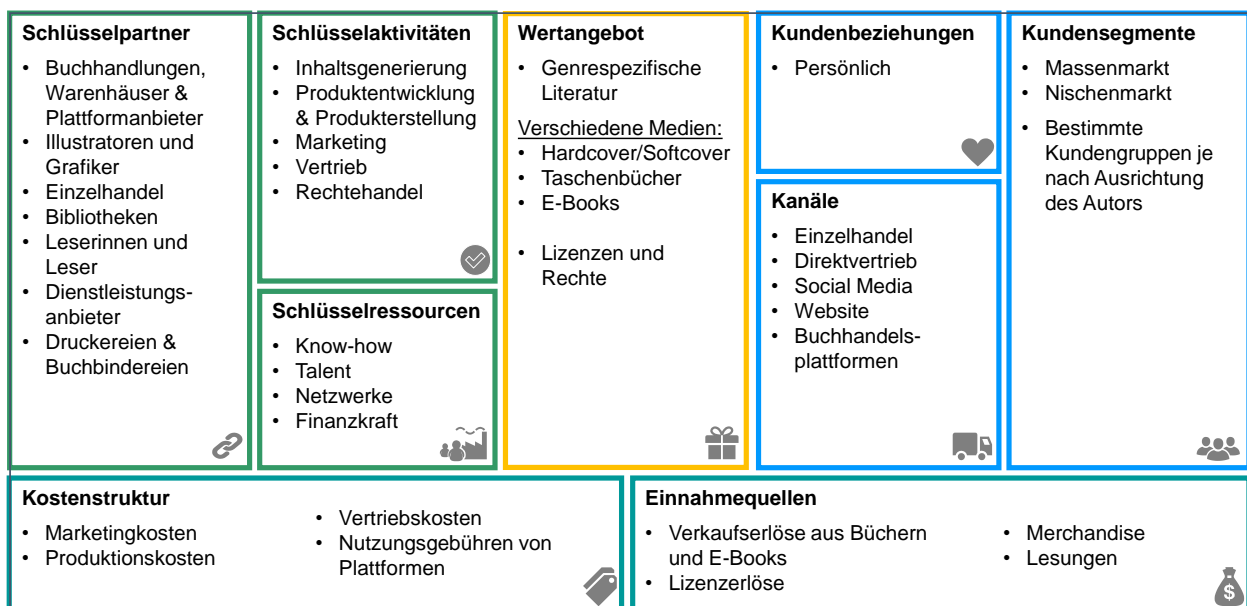 Schlüsselpartner
• Buchhandlungen,
Warenhäuser &
Plattformanbieter
• Illustratoren und
Grafiker
• Einzelhandel
• Bibliotheken
• Leserinnen und
Leser
• Dienstleistungs-
anbieter
• Druckereien &
Buchbindereien
Schlüsselaktivitäten
• Inhaltsgenerierung
• Produktentwicklung
& Produkterstellung
• Marketing
• Vertrieb
• Rechtehandel
Schlüsselressourcen
• Know-how
• Talent
• Netzwerke
• Finanzkraft
Wertangebot
• Genrespezifische
Literatur
Verschiedene Medien:
• Hardcover/Softcover
• Taschenbücher
• E-Books
• Lizenzen und
Rechte
Kundenbeziehungen
• Persönlich
Kanäle
• Einzelhandel
• Direktvertrieb
• Social Media
• Website
• Buchhandels-
plattformen
Kundensegmente
• Massenmarkt
• Nischenmarkt
• Bestimmte
Kundengruppen je
nach Ausrichtung
des Autors
Kostenstruktur
• Marketingkosten
• Produktionskosten
• Vertriebskosten
• Nutzungsgebühren von
Plattformen
Einnahmequellen
• Verkaufserlöse aus Büchern
und E-Books
• Lizenzerlöse
• Merchandise
• Lesungen
$